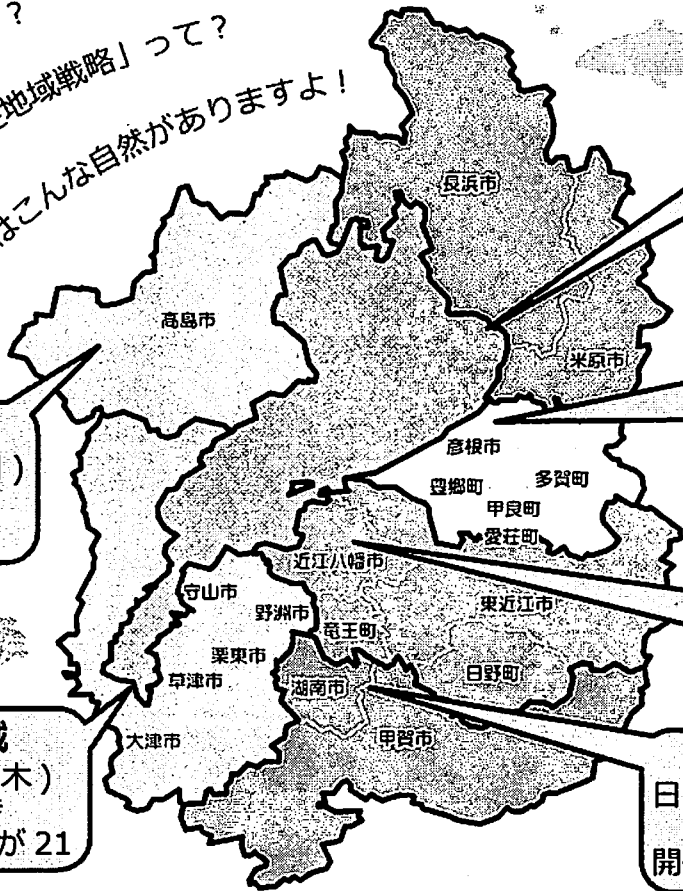 ？
地域戦略」って？
はこんな自然がありますよ！
長浜市
高島市
米原市
彦根市
豊郷町
多賀町
甲良町
愛荘町
近江八幡市
守山市
野洲市
東近江市
竜王町
栗東市
日野町
草津市
湖南市
大津市
甲賀市
）
木）
が 21
日
開